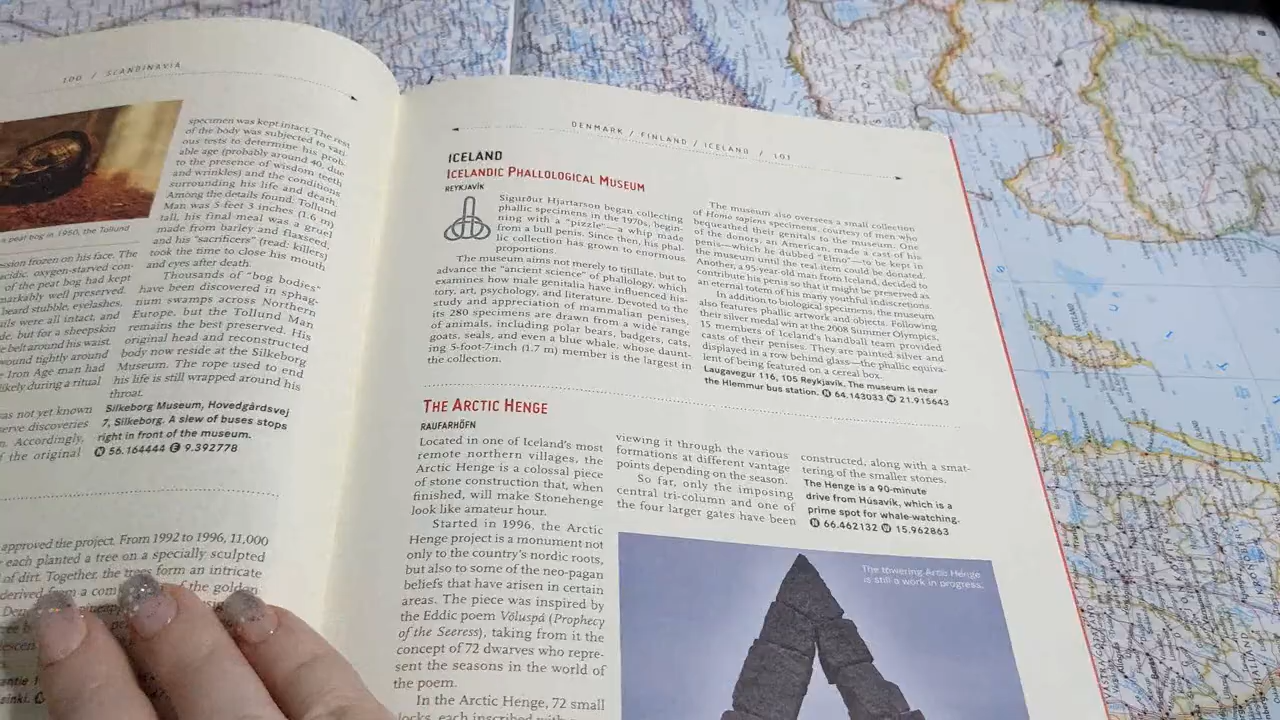 100 / SCANDINAVIA
peat bog in 1950, the Tollund
ession frozen on his face. The
acidic, oxygen-starved con-
of the peat bog had kept
markably well preserved.
beard stubble, eyelashes,
ails were all intact, and
de, but for a sheepskin
belt around his waist.
wound tightly around
Iron Age man had
likely during a ritual
was not yet known
serve discoveries
n. Accordingly,
f the original
specimen was kept intact. The rest
of the body was subjected to vari-
ous tests to determine his prob-
able age (probably around 40, due
to the presence of wisdom teeth
and wrinkles) and the conditions
surrounding his life and death.
Among the details found: Tollund
Man was 5 feet 3 inches (1.6 m)
tall, his final meal was a gruel
made from barley and flaxseed,
and his "sacrificers" (read: killers)
took the time to close his mouth
and eyes after death.
Thousands of "bog bodies"
have been discovered in sphag-
num swamps across Northern
Europe, but the Tollund Man
remains the best preserved. His
original head and reconstructed
body now reside at the Silkeborg
Museum. The rope used to end
his life is still wrapped around his
throat.
Silkeborg Museum, Hovedgårdsvej
7, Silkeborg. A slew of buses stops
right in front of the museum.
N 56.164444 E 9.392778
approved the project. From 1992 to 1996, 11,000
each planted a tree on a specially sculpted
of dirt. Together, the trees form an intricate
derived from a com of the golden
DENMARK / FINLAND / ICELAND / 101
ICELAND
ICELANDIC PHALLOLOGICAL MUSEUM
REYKJAVÍK
Sigurður Hjartarson began collecting
phallic specimens in the 1970s, begin-
ning with a "pizzle"—a whip made
from a bull penis. Since then, his phal-
lic collection has grown to enormous
proportions.
The museum aims not merely to titillate, but to
advance the "ancient science" of phallology, which
examines how male genitalia have influenced his-
tory, art, psychology, and literature. Devoted to the
study and appreciation of mammalian penises,
its 280 specimens are drawn from a wide range
of animals, including polar bears, badgers, cats,
goats, seals, and even a blue whale, whose daunt-
ing 5-foot-7-inch (1.7 m) member is the largest in
the collection.
The museum also oversees a small collection
of Homo sapiens specimens, courtesy of men who
bequeathed their genitals to the museum. One
of the donors, an American, made a cast of his
penis—which he dubbed "Elmo"—to be kept in
the museum until the real item could be donated.
Another, a 95-year-old man from Iceland, decided to
contribute his penis so that it might be preserved as
an eternal totem of his many youthful indiscretions.
In addition to biological specimens, the museum
also features phallic artwork and objects. Following
their silver medal win at the 2008 Summer Olympics,
15 members of Iceland's handball team provided
casts of their penises. They are painted silver and
displayed in a row behind glass—the phallic equiva-
lent of being featured on a cereal box.
Laugavegur 116, 105 Reykjavík. The museum is near
the Hlemmur bus station. N 64.143033 W 21.915643
THE ARCTIC HENGE
RAUFARHÖFN
Located in one of Iceland's most
remote northern villages, the
Arctic Henge is a colossal piece
of stone construction that, when
finished, will make Stonehenge
look like amateur hour.
Started in 1996, the Arctic
Henge project is a monument not
only to the country's nordic roots,
but also to some of the neo-pagan
beliefs that have arisen in certain
areas. The piece was inspired by
the Eddic poem Völuspá (Prophecy
of the Seeress), taking from it the
concept of 72 dwarves who repre-
sent the seasons in the world of
the poem.
In the Arctic Henge, 72 small
viewing it through the various
formations at different vantage
points depending on the season.
So far, only the imposing
central tri-column and one of
the four larger gates have been
constructed, along with a smat-
tering of the smaller stones.
The Henge is a 90-minute
drive from Húsavík, which is a
prime spot for whale-watching.
N 66.462132 W 15.962863
The towering Arctic Henge
is still a work in progress.